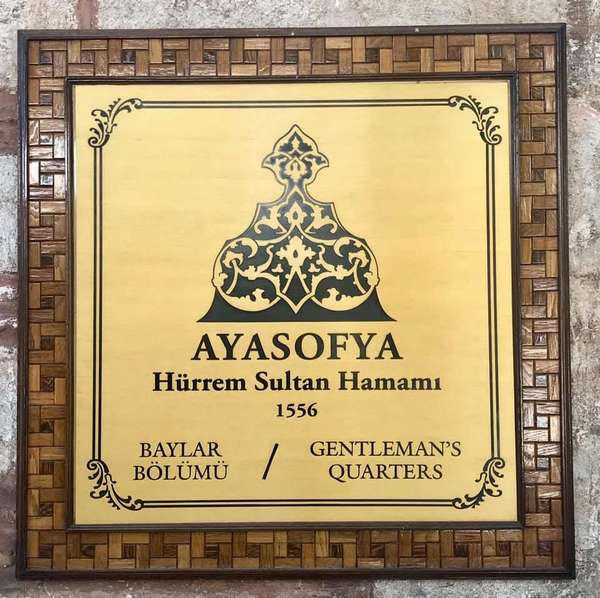 AYASOFYA
Hürrem Sultan Hamamı
1556
BAYLAR
BÖLÜMÜ
/
GENTLEMAN'S
QUARTERS